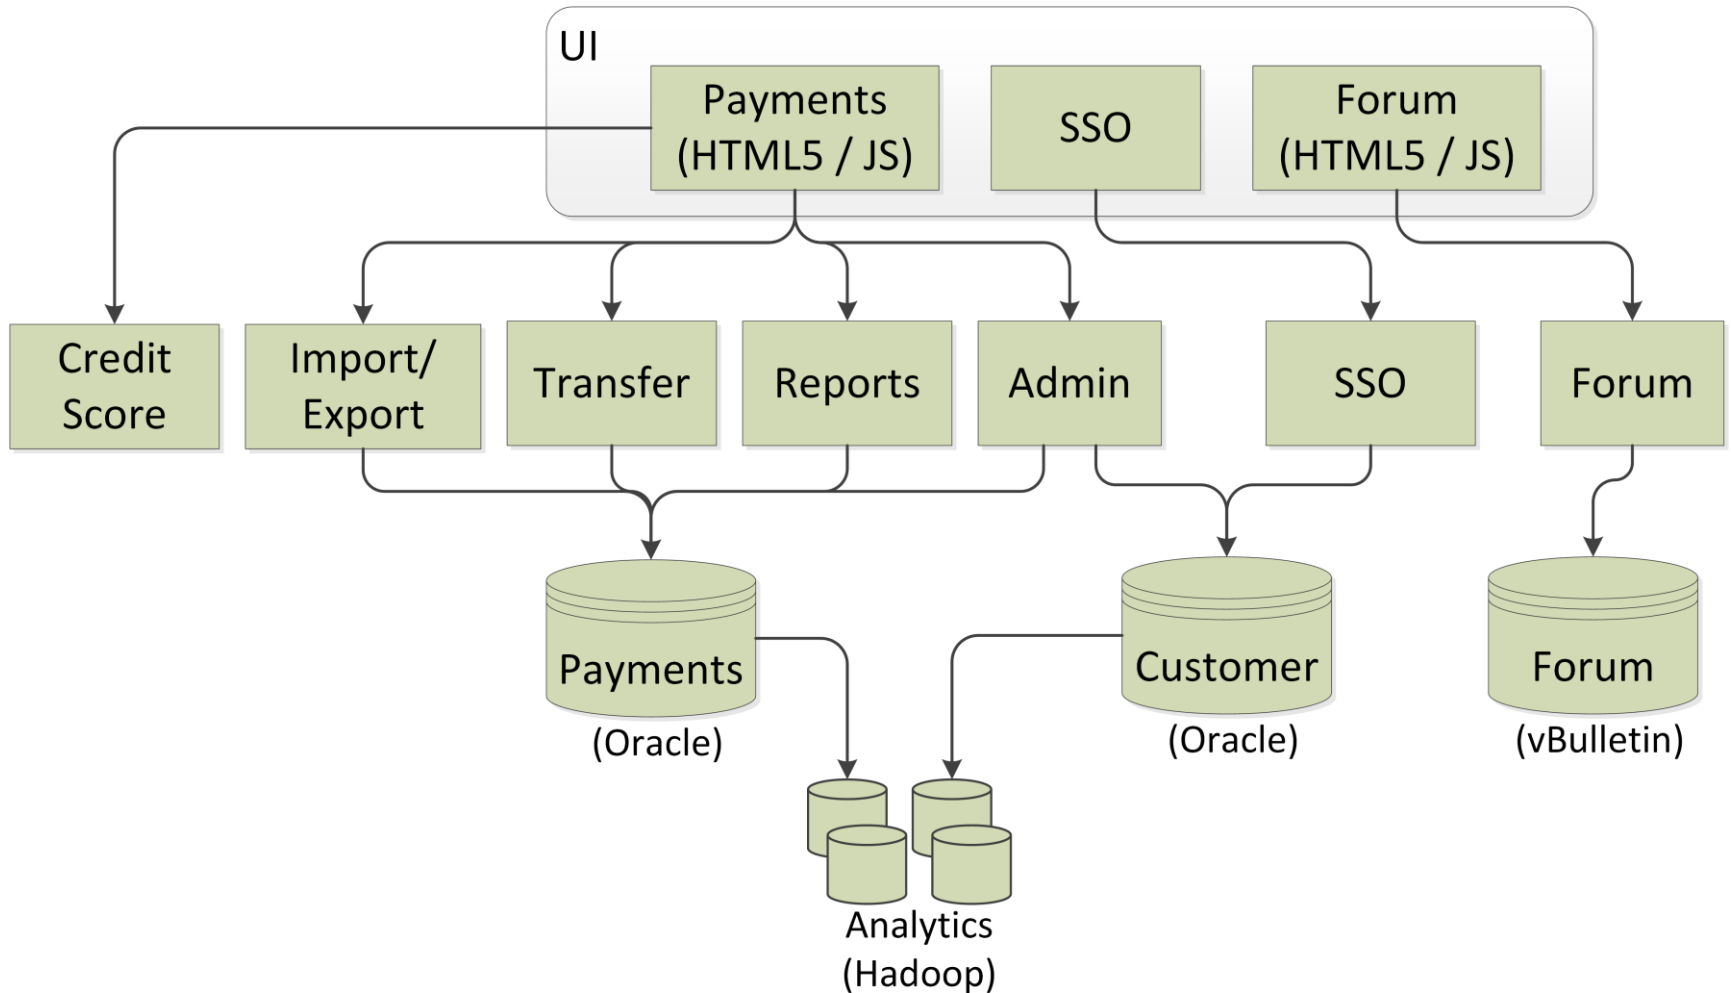 UI
Payments
(HTML5 / JS)
SSO
Forum
(HTML5 / JS)
Credit
Score
Import/
Export
Transfer
Reports
Admin
SSO
Forum
Payments
(Oracle)
Customer
(Oracle)
Forum
(vBulletin)
Analytics
(Hadoop)